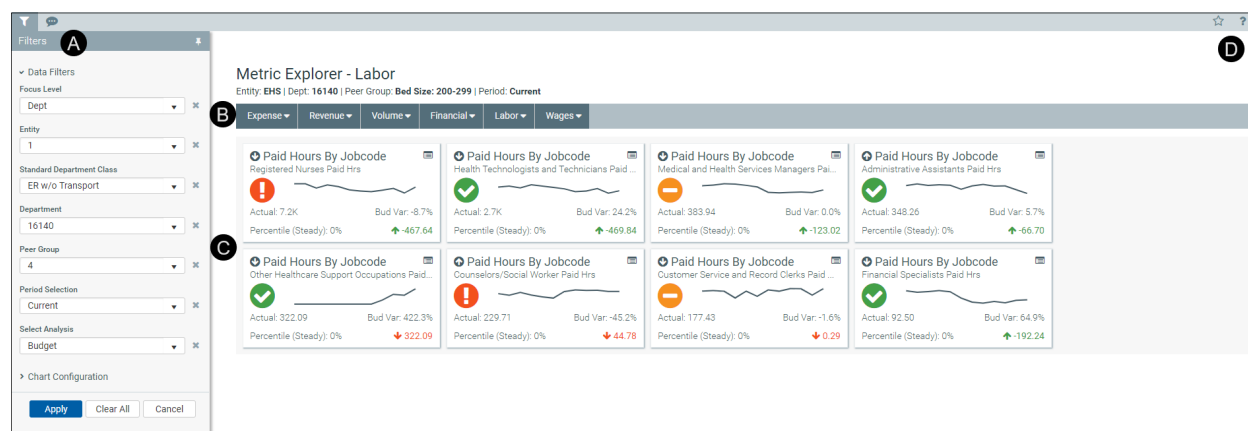 Filters
A
D
Data Filters
Focus Level
Dept
Entity
1
Standard Department Class
ER w/o Transport
Department
16140
Peer Group
4
Period Selection
Current
Select Analysis
Budget
Chart Configuration
Apply Clear All Cancel
Metric Explorer - Labor
Entity: EHS | Dept: 16140 | Peer Group: Bed Size: 200-299 | Period: Current
B
Expense Revenue Volume Financial Labor Wages
C
Paid Hours By Jobcode
Registered Nurses Paid Hrs
Actual: 7.2K Bud Var: -8.7%
Percentile (Steady): 0% -467.64
Paid Hours By Jobcode
Health Technologists and Technicians Paid ...
Actual: 2.7K Bud Var: 24.2%
Percentile (Steady): 0% -469.84
Paid Hours By Jobcode
Medical and Health Services Managers Pai...
Actual: 383.94 Bud Var: 0.0%
Percentile (Steady): 0% -123.02
Paid Hours By Jobcode
Administrative Assistants Paid Hrs
Actual: 348.26 Bud Var: 5.7%
Percentile (Steady): 0% -66.70
Paid Hours By Jobcode
Other Healthcare Support Occupations Paid...
Actual: 322.09 Bud Var: 422.3%
Percentile (Steady): 0% 322.09
Paid Hours By Jobcode
Counselors/Social Worker Paid Hrs
Actual: 229.71 Bud Var: -45.2%
Percentile (Steady): 0% 44.78
Paid Hours By Jobcode
Customer Service and Record Clerks Paid ...
Actual: 177.43 Bud Var: -1.6%
Percentile (Steady): 0% 0.29
Paid Hours By Jobcode
Financial Specialists Paid Hrs
Actual: 92.50 Bud Var: 64.9%
Percentile (Steady): 0% -192.24